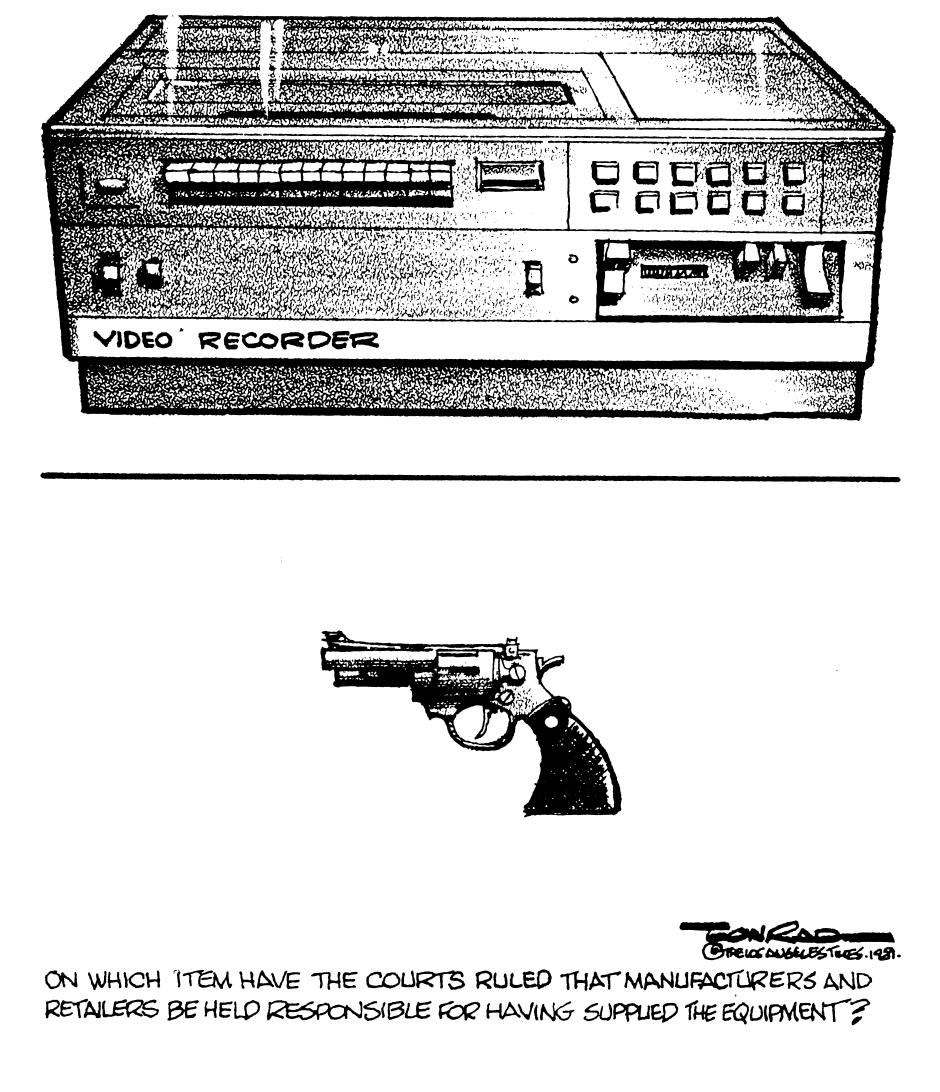 VIDEO RECORDER
CONRAD
© THE LOS ANGELES TIMES. 1981.
ON WHICH ITEM HAVE THE COURTS RULED THAT MANUFACTURERS AND
RETAILERS BE HELD RESPONSIBLE FOR HAVING SUPPLIED THE EQUIPMENT?